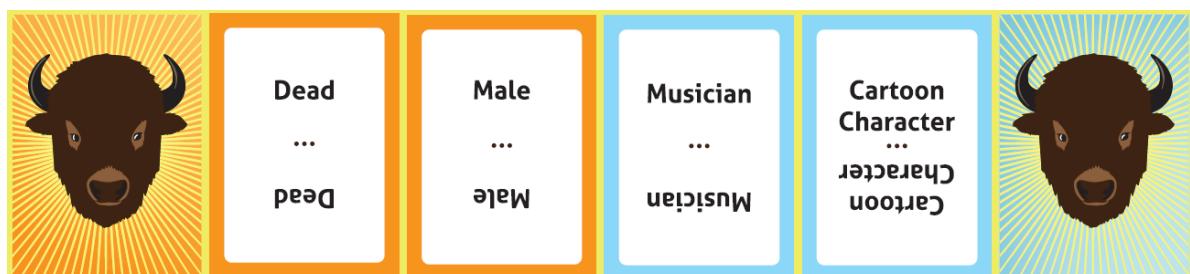 Dead
...
Dead
Male
...
Male
Musician
...
Musician
Cartoon
Character
...
Cartoon
Character